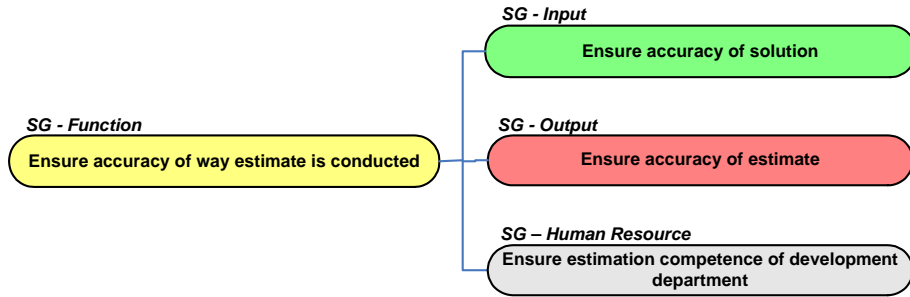 SG - Input
Ensure accuracy of solution
SG - Function
Ensure accuracy of way estimate is conducted
SG - Output
Ensure accuracy of estimate
SG – Human Resource
Ensure estimation competence of development
department